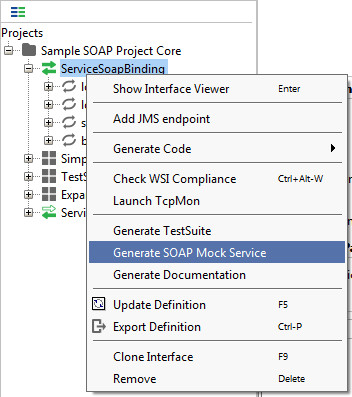 Projects
Sample SOAP Project Core
ServiceSoapBinding
Show Interface Viewer Enter
Add JMS endpoint
Generate Code
Check WSI Compliance Ctrl+Alt-W
Launch TcpMon
Generate TestSuite
Generate SOAP Mock Service
Generate Documentation
Update Definition F5
Export Definition Ctrl-P
Clone Interface F9
Remove Delete
lo
lo
s
b
Simp
TestS
Expa
Servi